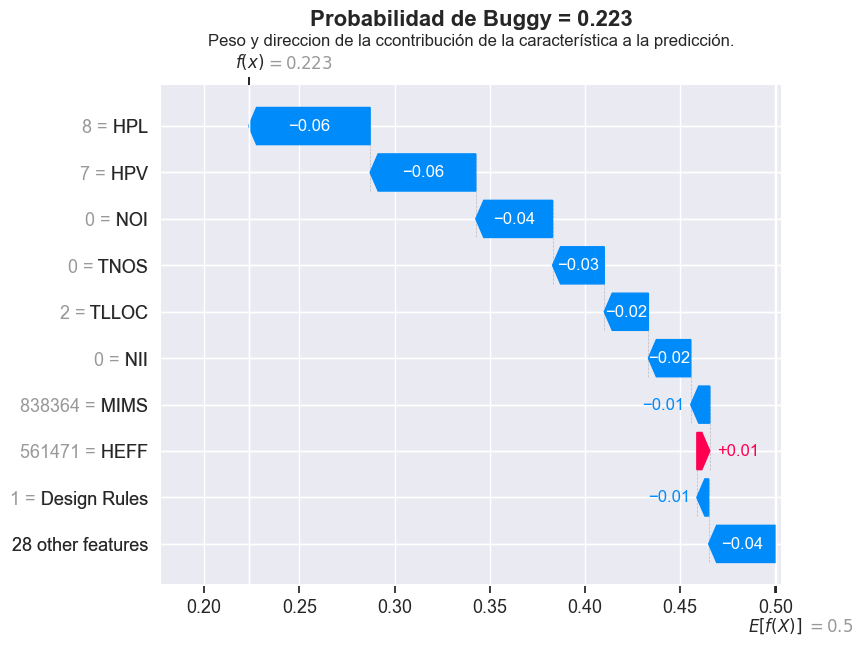 Probabilidad de Buggy = 0.223
Peso y direccion de la ccontribución de la característica a la predicción.
f(x) = 0.223
8 = HPL −0.06
7 = HPV −0.06
0 = NOI −0.04
0 = TNOS −0.03
2 = TLLOC −0.02
0 = NII −0.02
838364 = MIMS −0.01
561471 = HEFF +0.01
1 = Design Rules −0.01
28 other features −0.04
0.20 0.25 0.30 0.35 0.40 0.45 0.50
E[f(X)] = 0.5